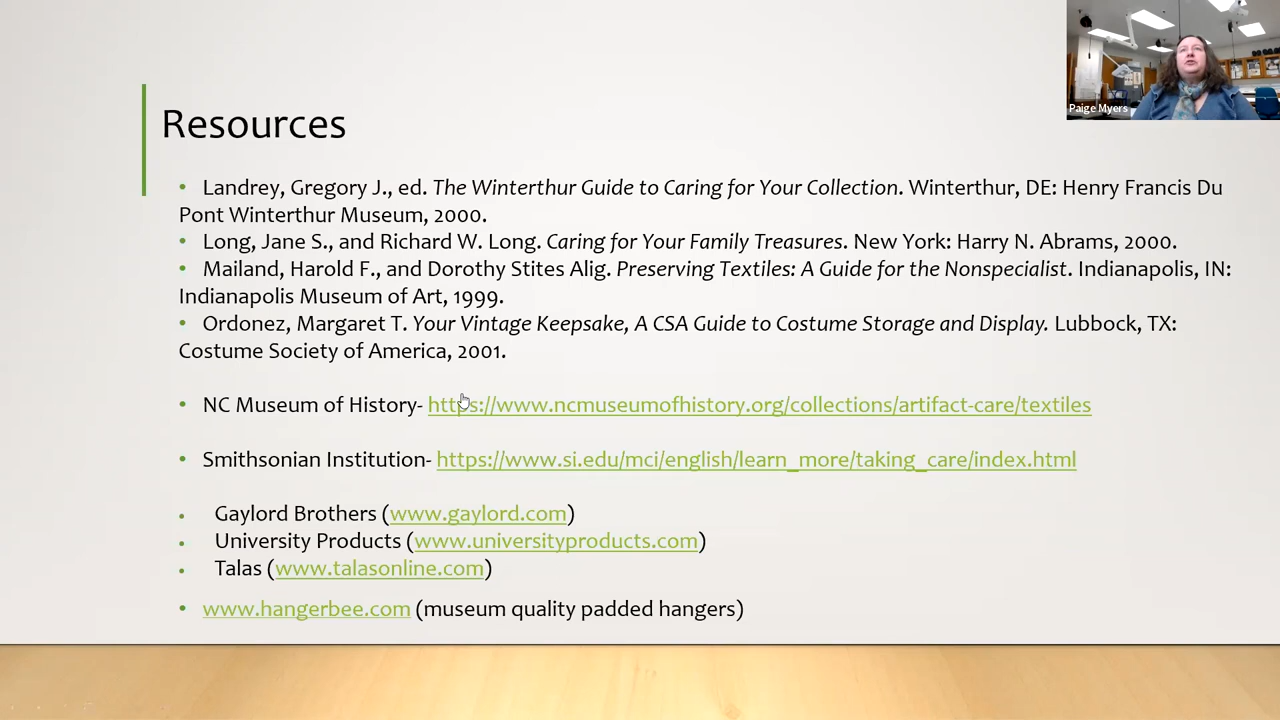 Paige Myers
Resources
• Landrey, Gregory J., ed. The Winterthur Guide to Caring for Your Collection. Winterthur, DE: Henry Francis Du
Pont Winterthur Museum, 2000.
• Long, Jane S., and Richard W. Long. Caring for Your Family Treasures. New York: Harry N. Abrams, 2000.
• Mailand, Harold F., and Dorothy Stites Alig. Preserving Textiles: A Guide for the Nonspecialist. Indianapolis, IN:
Indianapolis Museum of Art, 1999.
• Ordonez, Margaret T. Your Vintage Keepsake, A CSA Guide to Costume Storage and Display. Lubbock, TX:
Costume Society of America, 2001.
• NC Museum of History- https://www.ncmuseumofhistory.org/collections/artifact-care/textiles
• Smithsonian Institution- https://www.si.edu/mci/english/learn_more/taking_care/index.html
• Gaylord Brothers (www.gaylord.com)
• University Products (www.universityproducts.com)
• Talas (www.talasonline.com)
• www.hangerbee.com (museum quality padded hangers)